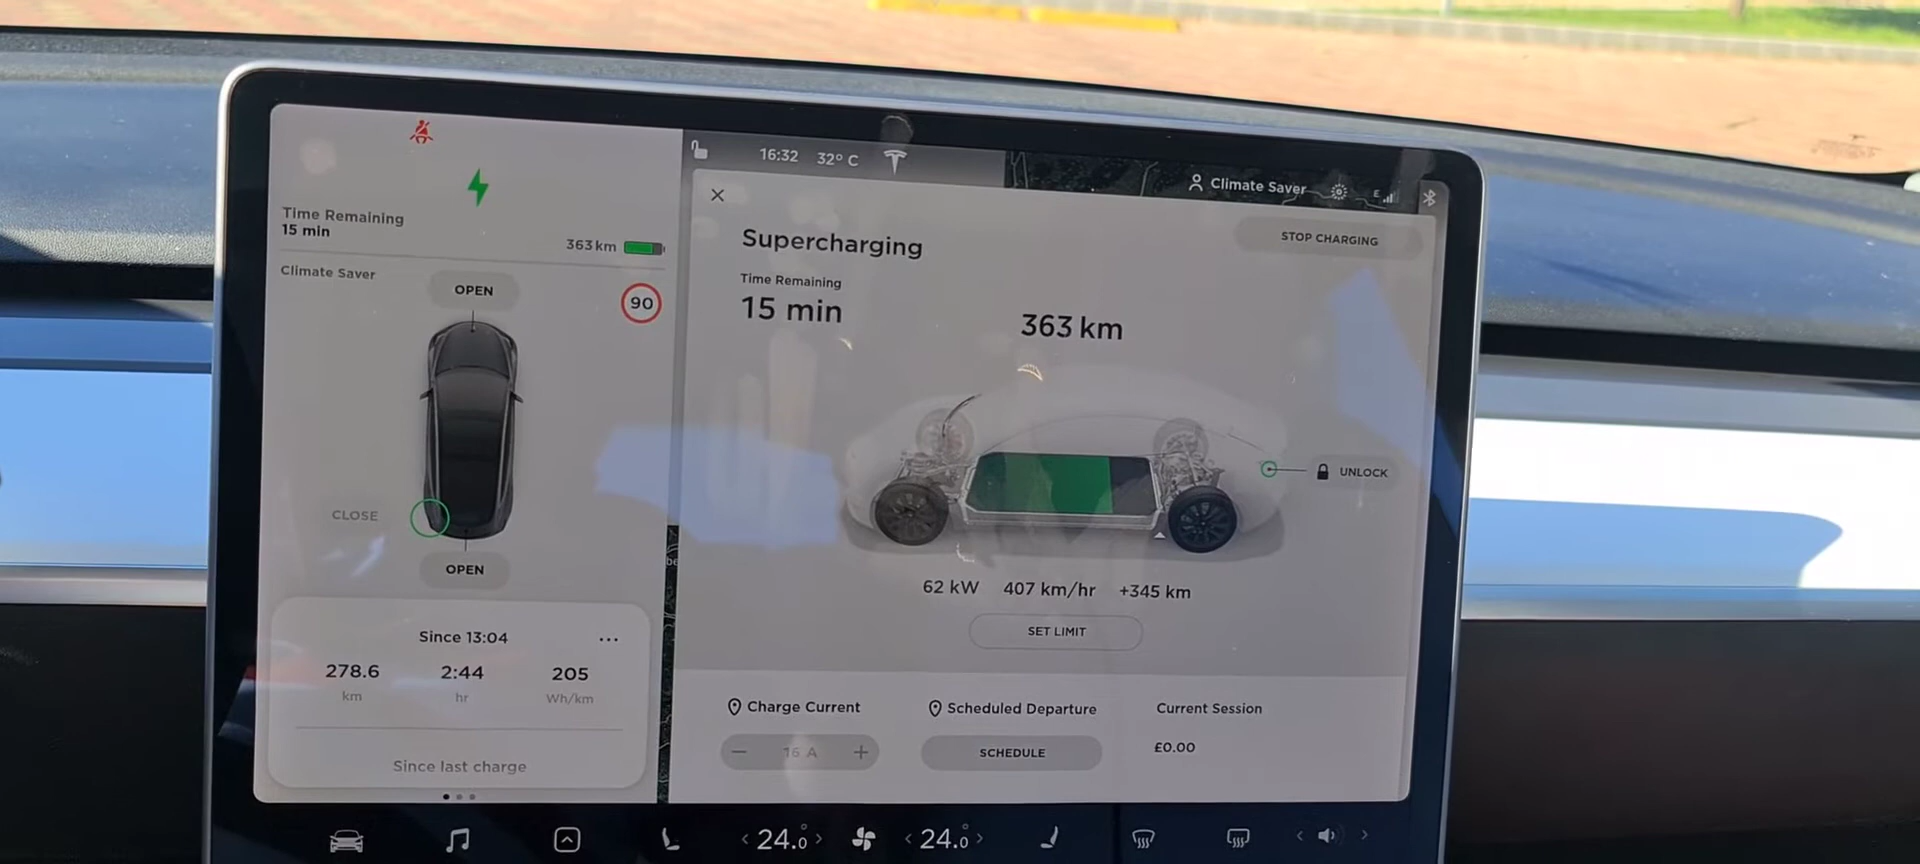 Time Remaining
15 min
363 km
Climate Saver
OPEN
90
CLOSE
OPEN
Since 13:04
...
278.6
km
2:44
hr
205
Wh/km
Since last charge
16:32
32° C
Climate Saver
E
Supercharging
STOP CHARGING
Time Remaining
15 min
363 km
UNLOCK
62 kW
407 km/hr
+345 km
SET LIMIT
Charge Current
Scheduled Departure
Current Session
16 A
SCHEDULE
£0.00
be
24.0
24.0